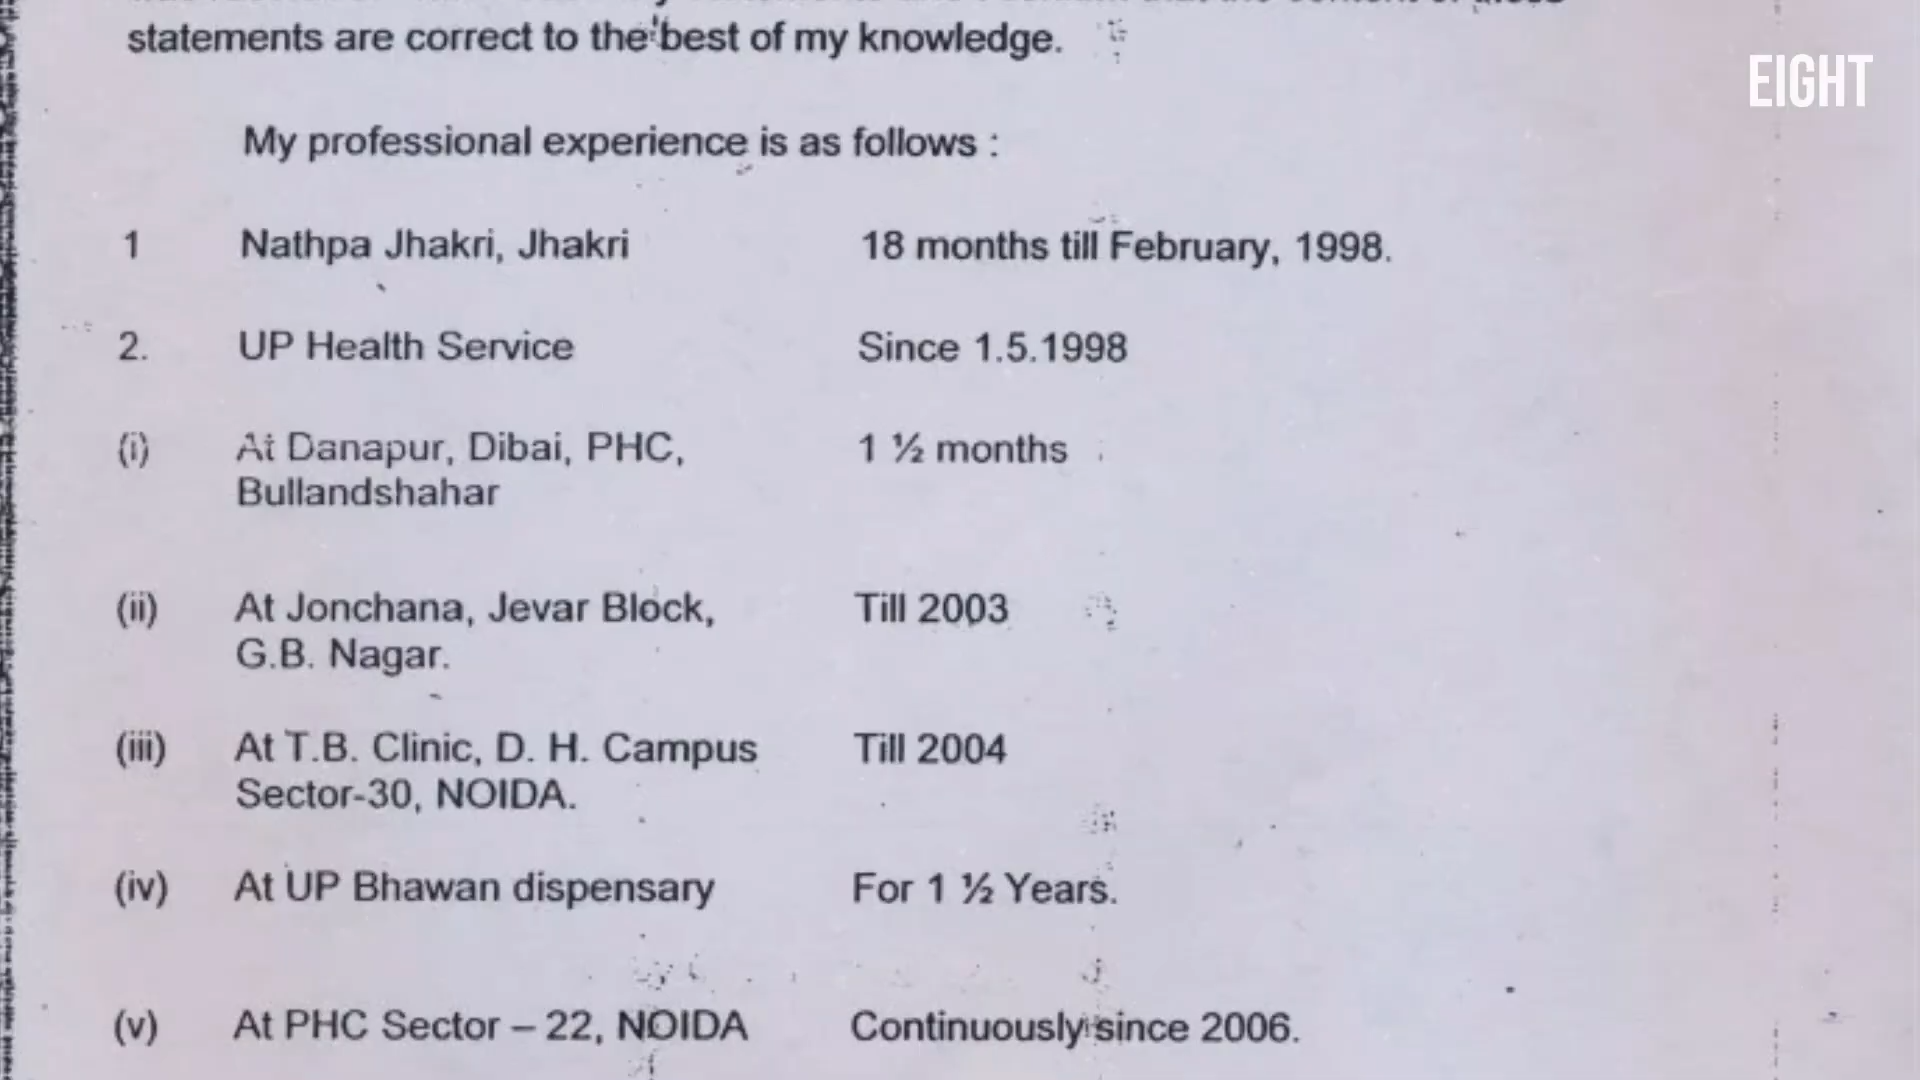 statements are correct to the best of my knowledge.
EIGHT
My professional experience is as follows :
1 Nathpa Jhakri, Jhakri 18 months till February, 1998.
2. UP Health Service Since 1.5.1998
(i) At Danapur, Dibai, PHC, 1 ½ months
Bullandshahar
(ii) At Jonchana, Jevar Block, Till 2003
G.B. Nagar.
(iii) At T.B. Clinic, D. H. Campus Till 2004
Sector-30, NOIDA.
(iv) At UP Bhawan dispensary For 1 ½ Years.
(v) At PHC Sector – 22, NOIDA Continuously since 2006.